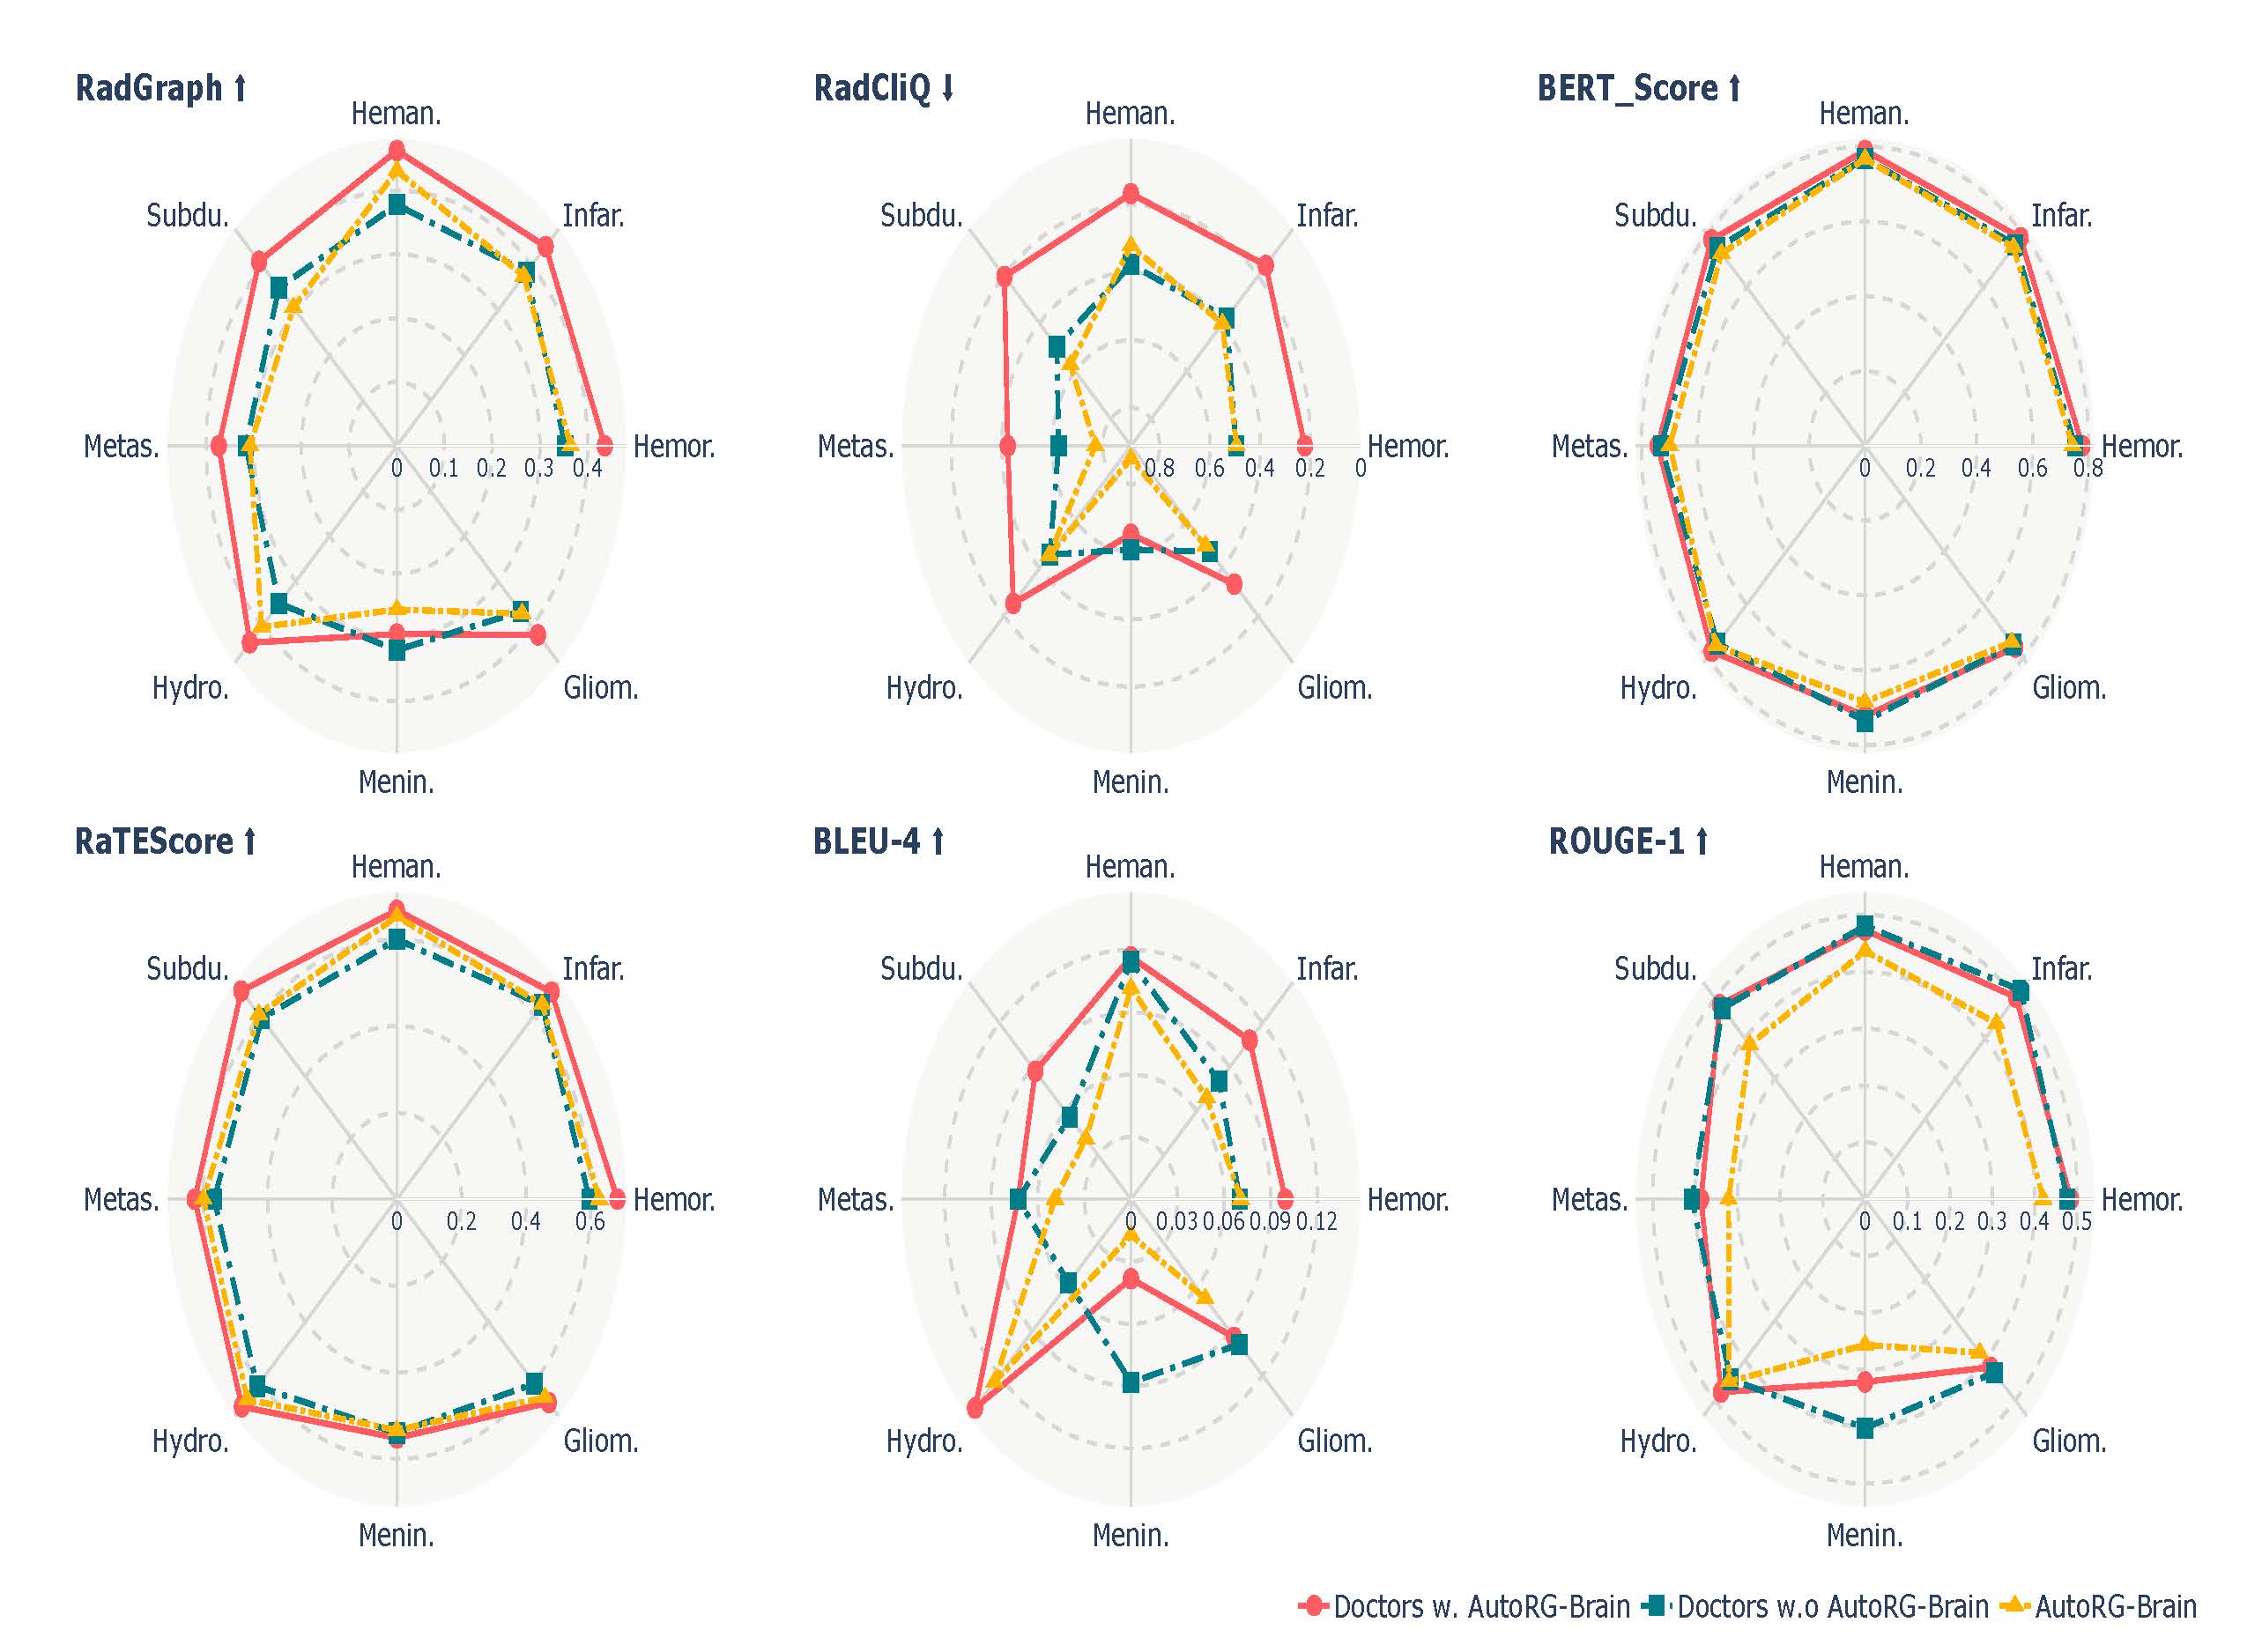 RadGraph ↑
Heman.
Infar.
Subdu.
Metas.
0 0.1 0.2 0.3 0.4
Hemor.
Hydro.
Gliom.
Menin.
RadCliQ ↓
Heman.
Infar.
Subdu.
Metas.
0.8 0.6 0.4 0.2 0
Hemor.
Hydro.
Gliom.
Menin.
BERT_Score ↑
Heman.
Infar.
Subdu.
Metas.
0 0.2 0.4 0.6 0.8
Hemor.
Hydro.
Gliom.
Menin.
RaTEScore ↑
Heman.
Infar.
Subdu.
Metas.
0 0.2 0.4 0.6
Hemor.
Hydro.
Gliom.
Menin.
BLEU-4 ↑
Heman.
Infar.
Subdu.
Metas.
0 0.03 0.06 0.09 0.12
Hemor.
Hydro.
Gliom.
Menin.
ROUGE-1 ↑
Heman.
Infar.
Subdu.
Metas.
0 0.1 0.2 0.3 0.4 0.5
Hemor.
Hydro.
Gliom.
Menin.
Doctors w. AutoRG-Brain Doctors w.o AutoRG-Brain AutoRG-Brain